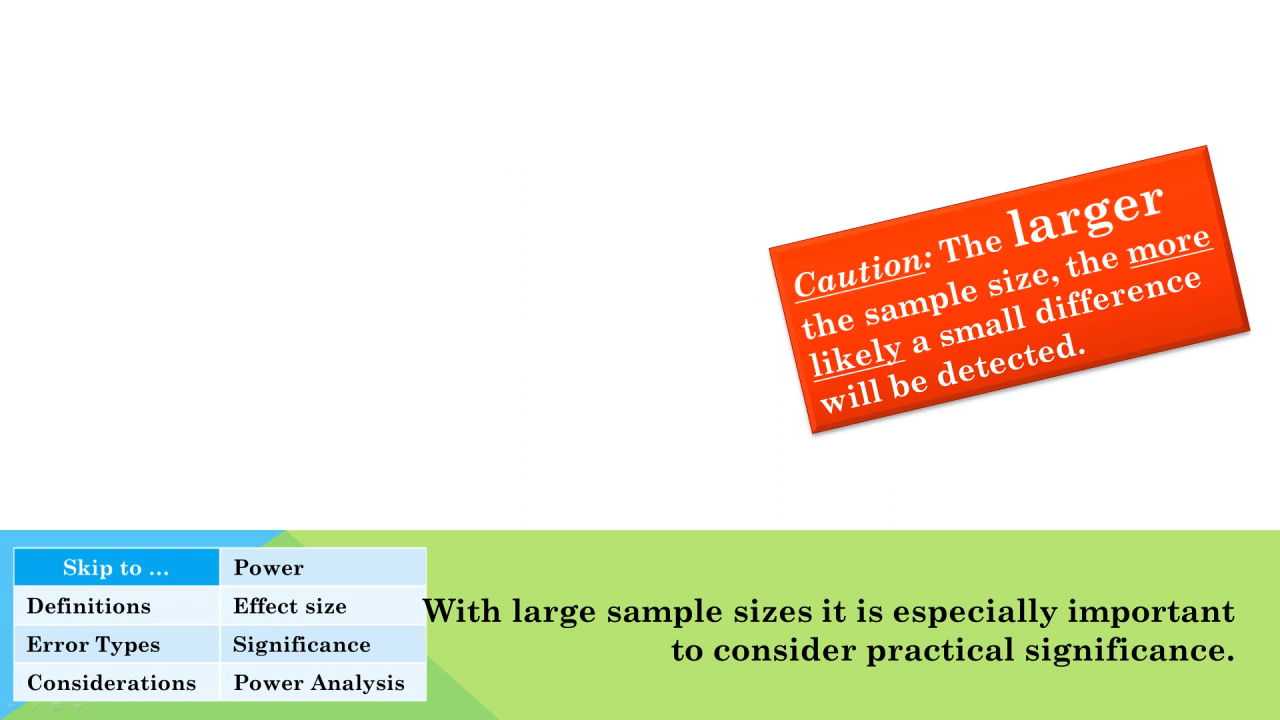 Caution: The larger
the sample size, the more
likely a small difference
will be detected.
Skip to ...
Power
Definitions
Effect size
Error Types
Significance
Considerations
Power Analysis
With large sample sizes it is especially important
to consider practical significance.